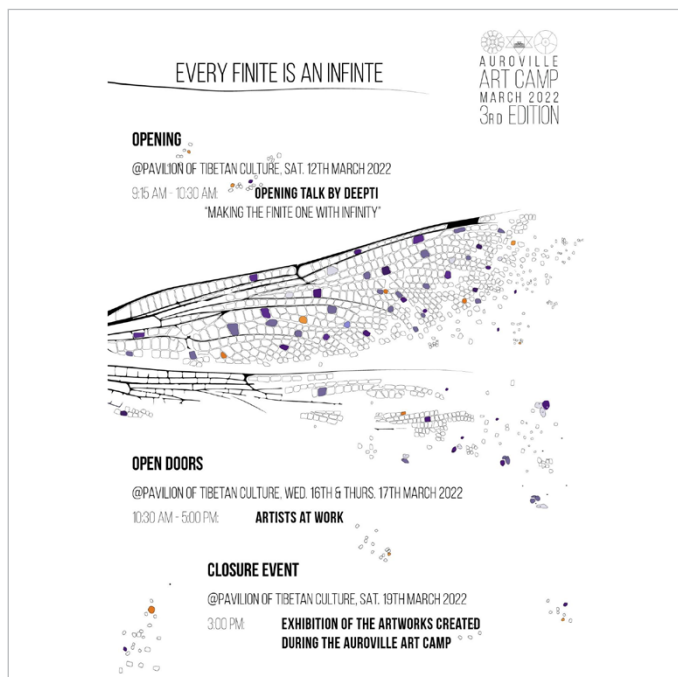 EVERY FINITE IS AN INFINTE
AUROVILLE
ART CAMP
MARCH 2022
3RD EDITION
OPENING
@PAVILION OF TIBETAN CULTURE, SAT. 12TH MARCH 2022
9:15 AM - 10:30 AM: OPENING TALK BY DEEPTI
"MAKING THE FINITE ONE WITH INFINITY"
OPEN DOORS
@PAVILION OF TIBETAN CULTURE, WED. 16TH & THURS. 17TH MARCH 2022
10:30 AM - 5:00 PM: ARTISTS AT WORK
CLOSURE EVENT
@PAVILION OF TIBETAN CULTURE, SAT. 19TH MARCH 2022
3:00 PM: EXHIBITION OF THE ARTWORKS CREATED
DURING THE AUROVILLE ART CAMP